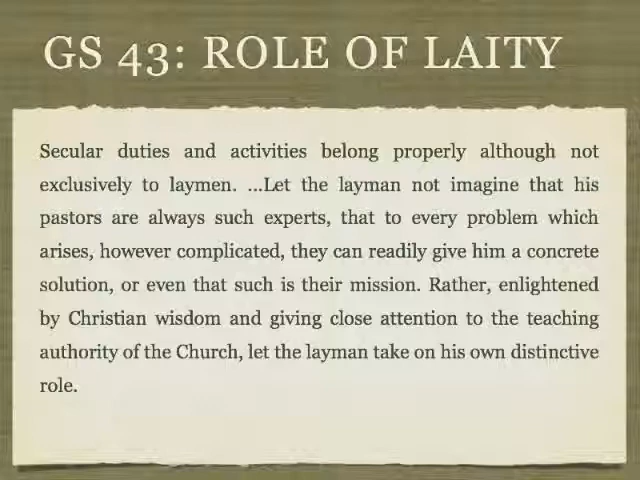 GS 43: ROLE OF LAITY
Secular duties and activities belong properly although not
exclusively to laymen. ...Let the layman not imagine that his
pastors are always such experts, that to every problem which
arises, however complicated, they can readily give him a concrete
solution, or even that such is their mission. Rather, enlightened
by Christian wisdom and giving close attention to the teaching
authority of the Church, let the layman take on his own distinctive
role.